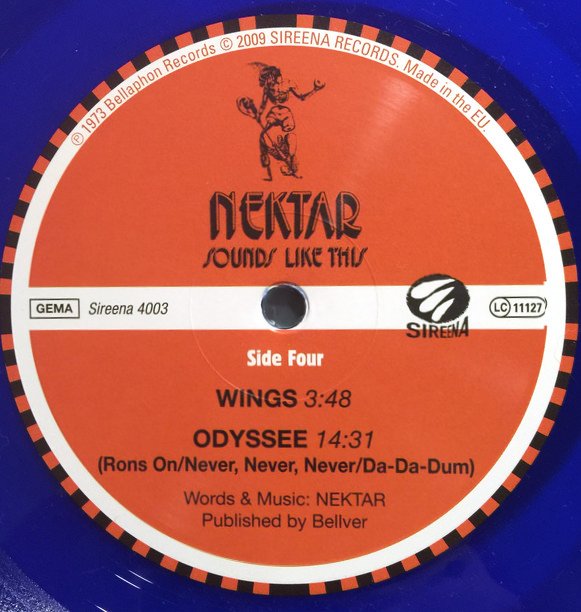 ℗ 1973 Bellaphon Records © 2009 SIREENA RECORDS. Made in the EU.
NEKTAR
SOUNDS LIKE THIS
GEMA Sireena 4003
SIREENA
LC 11127
Side Four
WINGS 3:48
ODYSSEE 14:31
(Rons On/Never, Never, Never/Da-Da-Dum)
Words & Music: NEKTAR
Published by Bellver